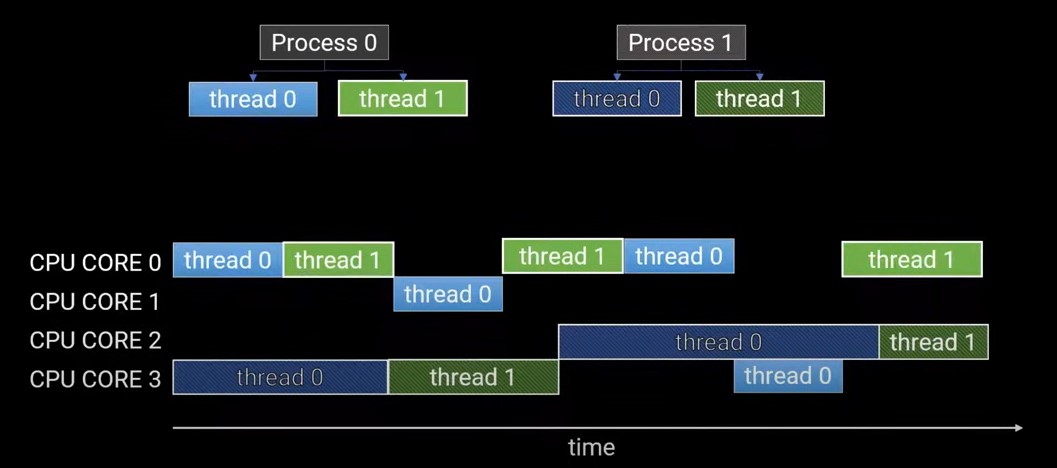 Process 0 Process 1
thread 0 thread 1 thread 0 thread 1
CPU CORE 0 thread 0 thread 1 thread 1 thread 0 thread 1
CPU CORE 1 thread 0
CPU CORE 2 thread 0 thread 1
CPU CORE 3 thread 0 thread 1 thread 0
time